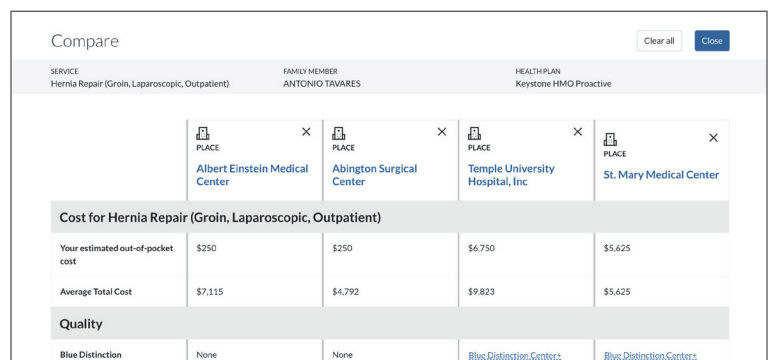 Compare
Clear all
Close
SERVICE
FAMILY MEMBER
HEALTH PLAN
Hernia Repair (Groin, Laparoscopic, Outpatient)
ANTONIO TAVARES
Keystone HMO Proactive
PLACE
Albert Einstein Medical
Center
PLACE
Abington Surgical
Center
PLACE
Temple University
Hospital, Inc
PLACE
St. Mary Medical Center
Cost for Hernia Repair (Groin, Laparoscopic, Outpatient)
Your estimated out-of-pocket
cost
$250
$250
$6,750
$5,625
Average Total Cost
$7,115
$4,792
$9,823
$5,625
Quality
Blue Distinction
None
None
Blue Distinction Center+
Blue Distinction Center+